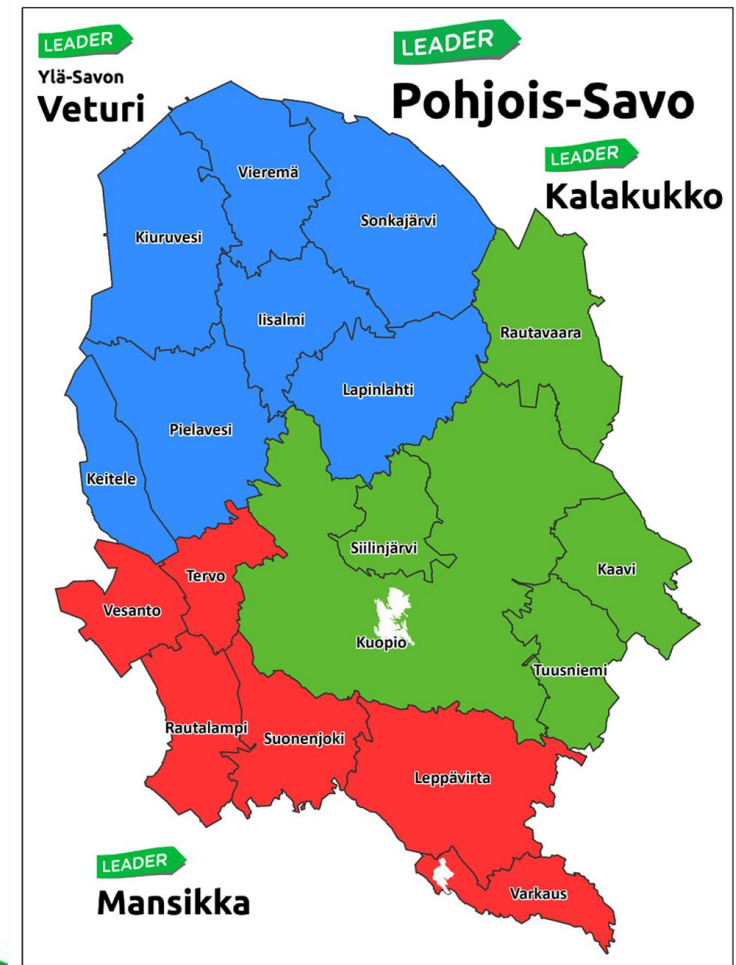 LEADER
Ylä-Savon
Veturi
LEADER
Pohjois-Savo
LEADER
Kalakukko
Vieremä
Kiuruvesi
Sonkajärvi
Iisalmi
Rautavaara
Lapinlahti
Pielavesi
Keitele
Siilinjärvi
Kaavi
Tervo
Vesanto
Kuopio
Tuusniemi
Rautalampi
Suonenjoki
Leppävirta
Varkaus
LEADER
Mansikka